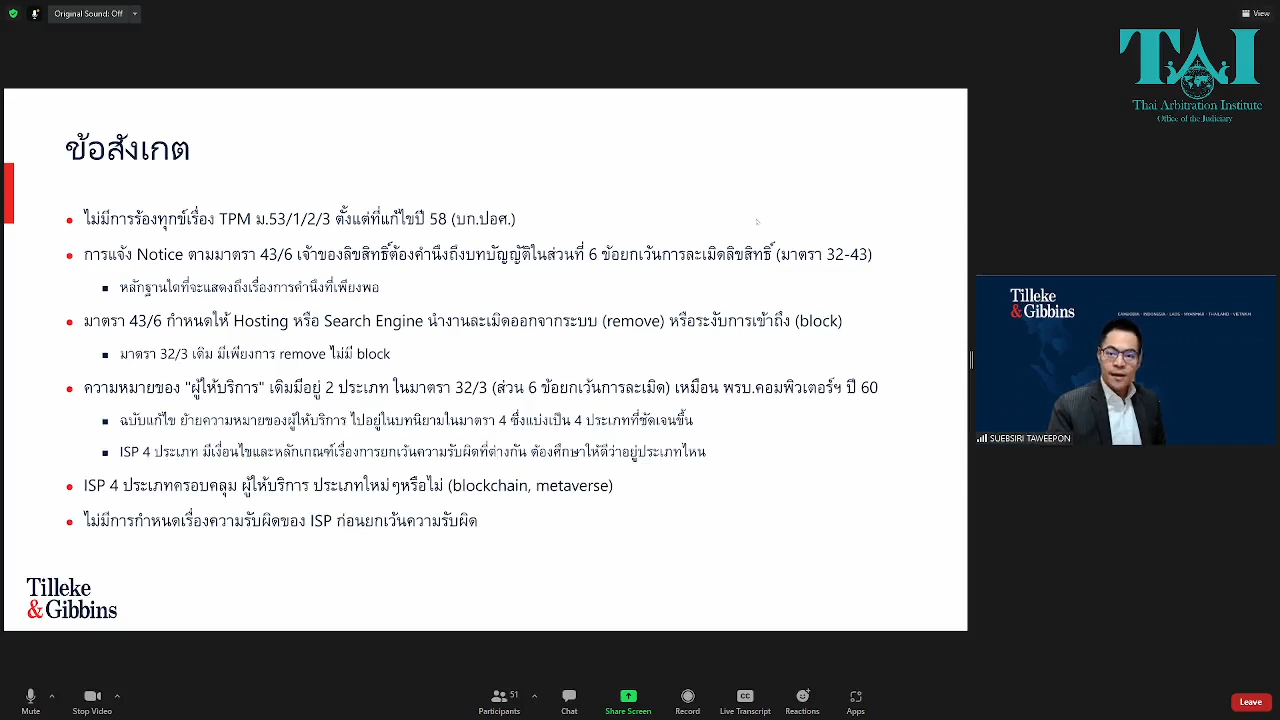 Original Sound: Off
View
TAI
Thai Arbitration Institute
Office of the Judiciary
ข้อสังเกต
ไม่มีการร้องทุกข์เรื่อง TPM ม.53/1/2/3 ตั้งแต่ที่แก้ไขปี 58 (บก.ปอศ.)
การแจ้ง Notice ตามมาตรา 43/6 เจ้าของลิขสิทธิ์ต้องคำนึงถึงบทบัญญัติในส่วนที่ 6 ข้อยกเว้นการละเมิดลิขสิทธิ์ (มาตรา 32-43)
หลักฐานใดที่จะแสดงถึงเรื่องการคำนึงที่เพียงพอ
มาตรา 43/6 กำหนดให้ Hosting หรือ Search Engine นำงานละเมิดออกจากระบบ (remove) หรือระงับการเข้าถึง (block)
มาตรา 32/3 เดิม มีเพียงการ remove ไม่มี block
ความหมายของ "ผู้ให้บริการ" เดิมมีอยู่ 2 ประเภท ในมาตรา 32/3 (ส่วน 6 ข้อยกเว้นการละเมิด) เหมือน พรบ.คอมพิวเตอร์ฯ ปี 60
ฉบับแก้ไข ย้ายความหมายของผู้ให้บริการ ไปอยู่ในบทนิยามในมาตรา 4 ซึ่งแบ่งเป็น 4 ประเภทที่ชัดเจนขึ้น
ISP 4 ประเภท มีเงื่อนไขและหลักเกณฑ์เรื่องการยกเว้นความรับผิดที่ต่างกัน ต้องศึกษาให้ดีว่าอยู่ประเภทไหน
ISP 4 ประเภทครอบคลุม ผู้ให้บริการ ประเภทใหม่ๆหรือไม่ (blockchain, metaverse)
ไม่มีการกำหนดเรื่องความรับผิดของ ISP ก่อนยกเว้นความรับผิด
Tilleke
& Gibbins
Tilleke
& Gibbins
CAMBODIA · INDONESIA · LAOS · MYANMAR · THAILAND · VIETNAM
SUEBSIRI TAWEEPON
Mute
Stop Video
51
Participants
Chat
Share Screen
Record
CC
Live Transcript
Reactions
Apps
Leave